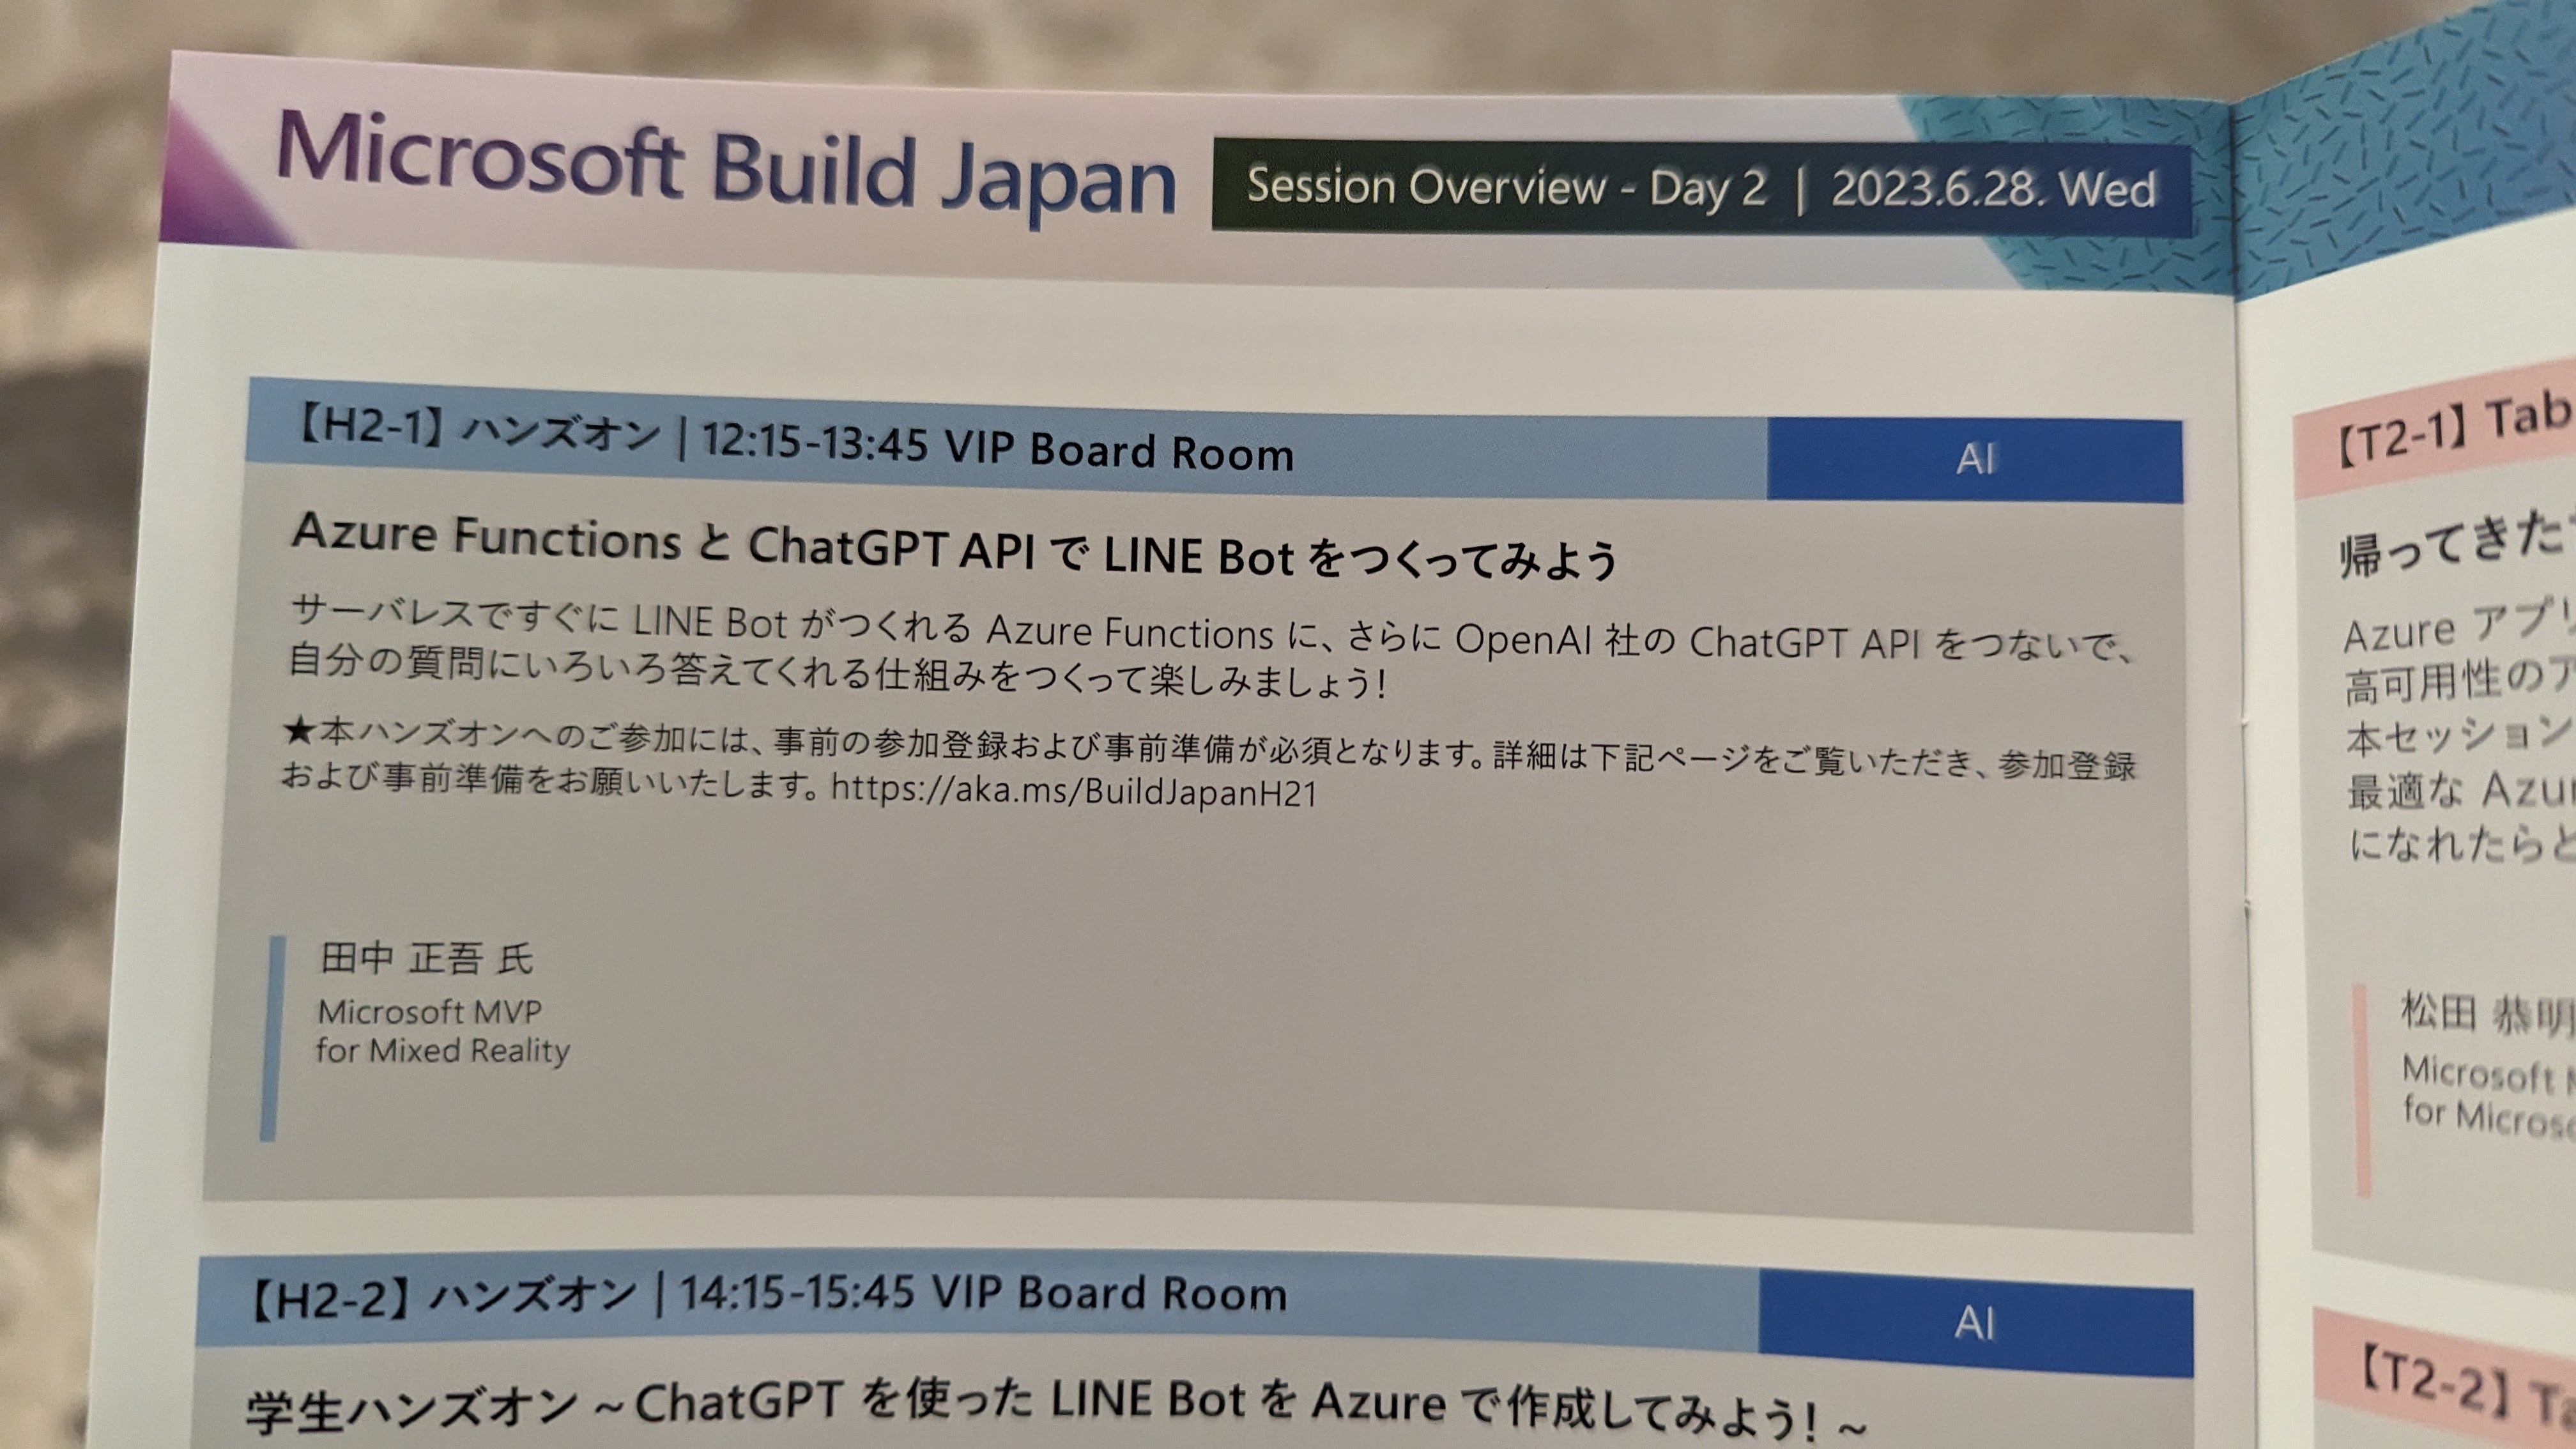 Microsoft Build Japan
Session Overview - Day 2 | 2023.6.28. Wed
【H2-1】ハンズオン | 12:15-13:45 VIP Board Room
AI
Azure Functions と ChatGPT API で LINE Bot をつくってみよう
サーバレスですぐに LINE Bot がつくれる Azure Functions に、さらに OpenAI 社の ChatGPT API をつないで、
自分の質問にいろいろ答えてくれる仕組みをつくって楽しみましょう!
★本ハンズオンへのご参加には、事前の参加登録および事前準備が必須となります。詳細は下記ページをご覧いただき、参加登録
および事前準備をお願いいたします。https://aka.ms/BuildJapanH21
田中 正吾 氏
Microsoft MVP
for Mixed Reality
【H2-2】ハンズオン | 14:15-15:45 VIP Board Room
AI
学生ハンズオン ~ChatGPT を使った LINE Bot を Azure で作成してみよう! ~
【T2-1】Tab
帰ってきた
Azure アプリ
高可用性のア
本セッション
最適な Azu
になれたらと
松田 恭明
Microsoft
for Micros
【T2-2】Ta